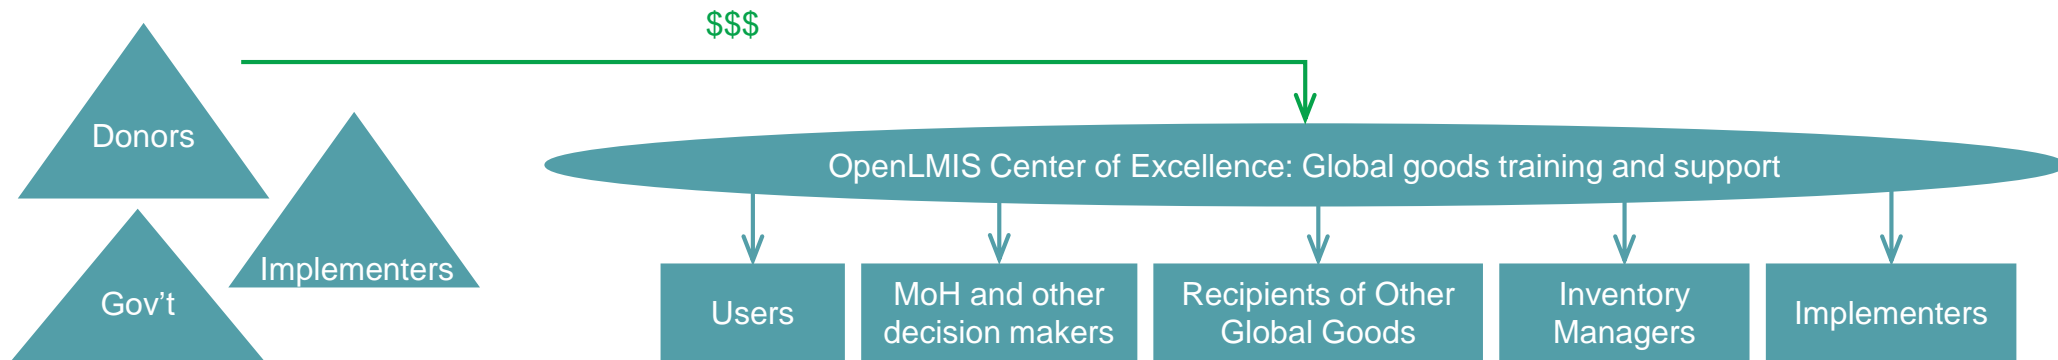 $$$
Donors
Implementers
Gov't
OpenLMIS Center of Excellence: Global goods training and support
Users
MoH and other
decision makers
Recipients of Other
Global Goods
Inventory
Managers
Implementers